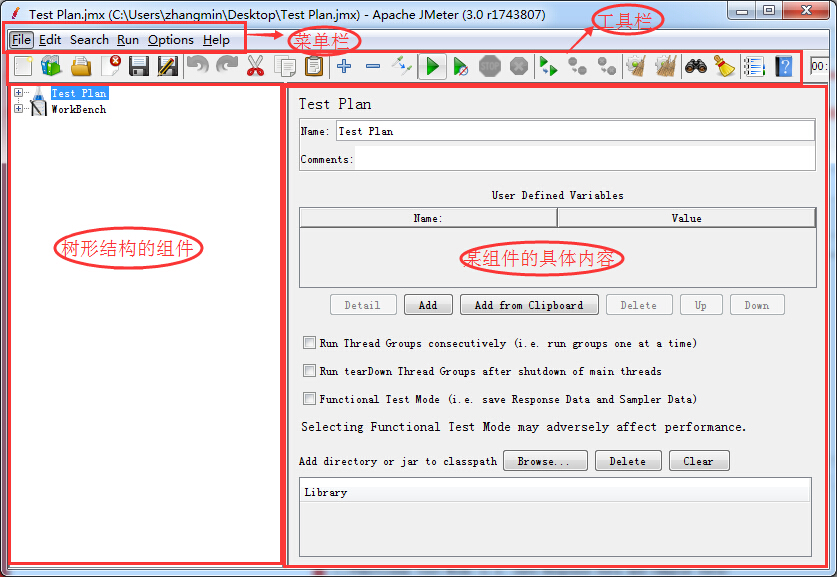 Test Plan.jmx (C:\Users\zhangmin\Desktop\Test Plan.jmx) - Apache JMeter (3.0 r1743807)
File Edit Search Run Options Help
菜单栏
工具栏
00:
Test Plan
WorkBench
树形结构的组件
Test Plan
Name: Test Plan
Comments:
User Defined Variables
Name: Value
某组件的具体内容
Detail Add Add from Clipboard Delete Up Down
Run Thread Groups consecutively (i.e. run groups one at a time)
Run tearDown Thread Groups after shutdown of main threads
Functional Test Mode (i.e. save Response Data and Sampler Data)
Selecting Functional Test Mode may adversely affect performance.
Add directory or jar to classpath Browse... Delete Clear
Library